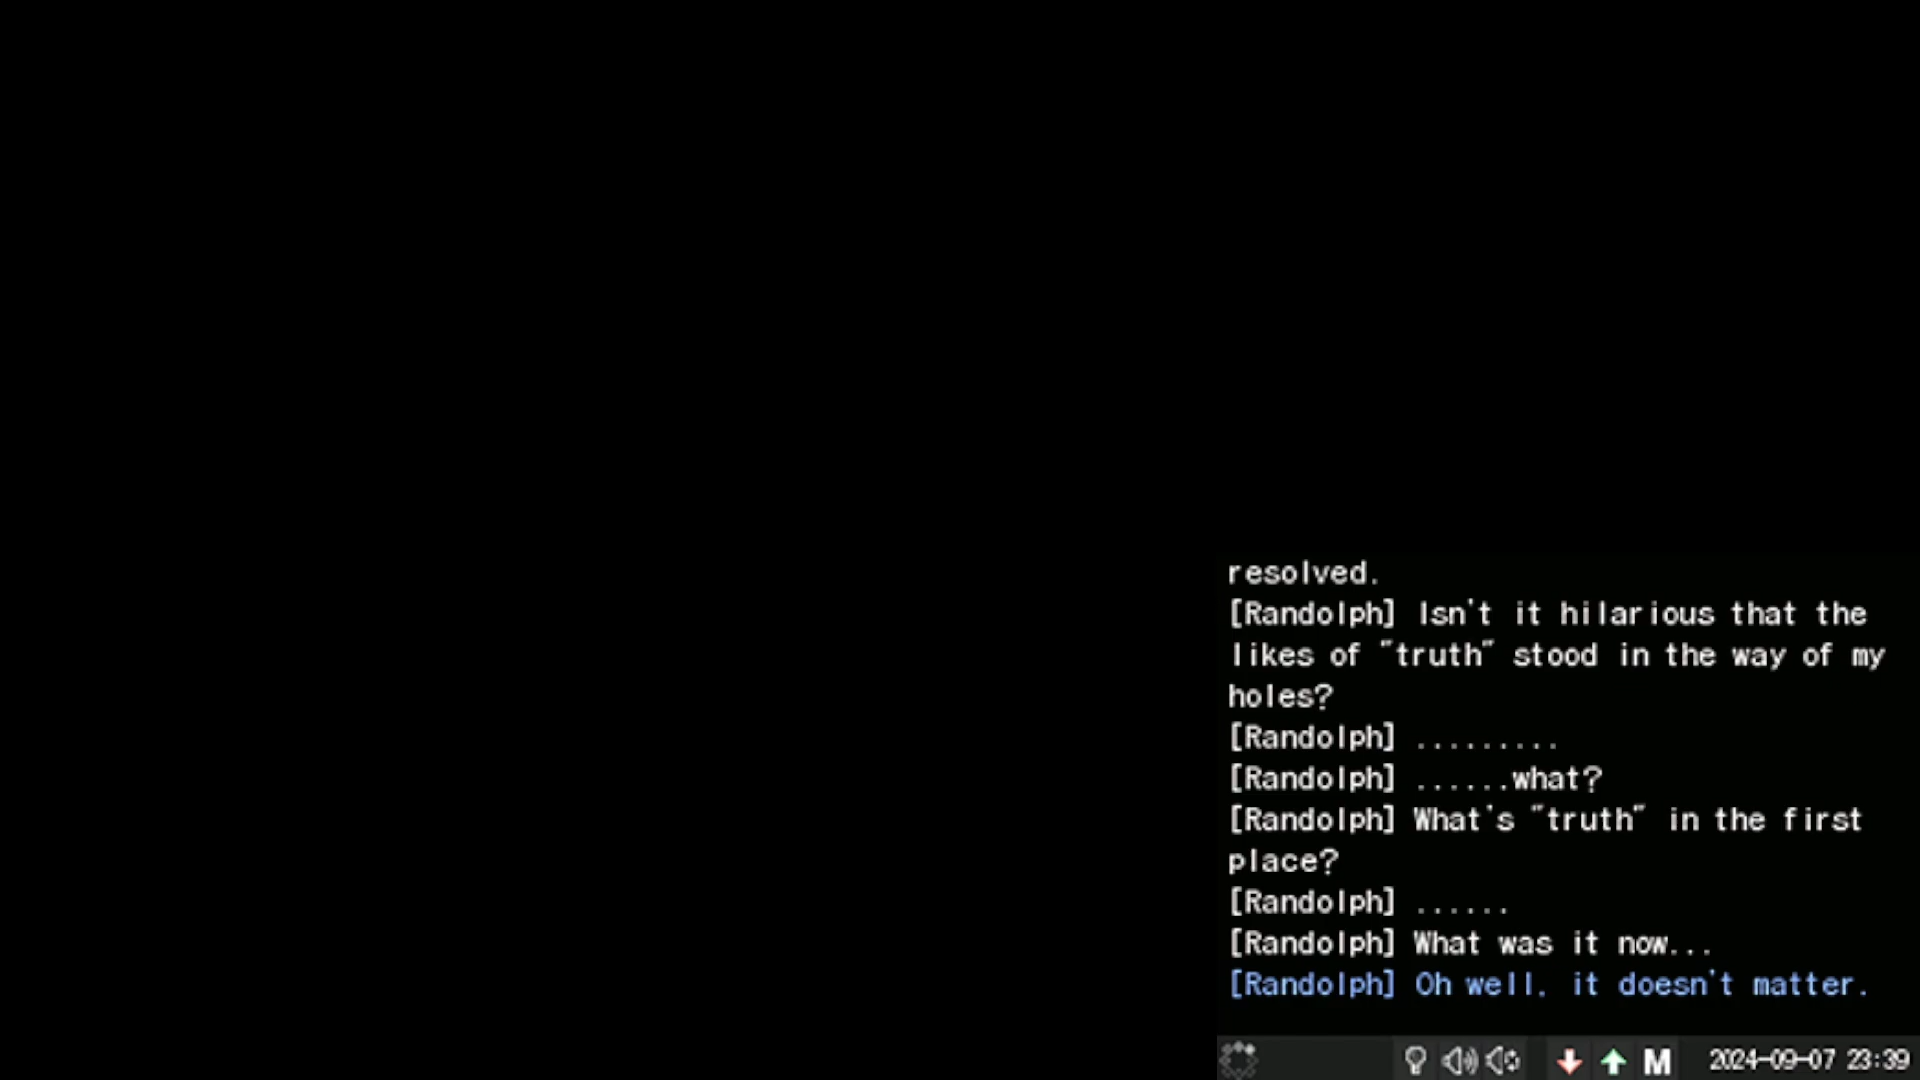 resolved.
[Randolph] Isn't it hilarious that the
likes of "truth" stood in the way of my
holes?
[Randolph] .........
[Randolph] ......what?
[Randolph] What's "truth" in the first
place?
[Randolph] ......
[Randolph] What was it now...
[Randolph] Oh well, it doesn't matter.
M 2024-09-07 23:39